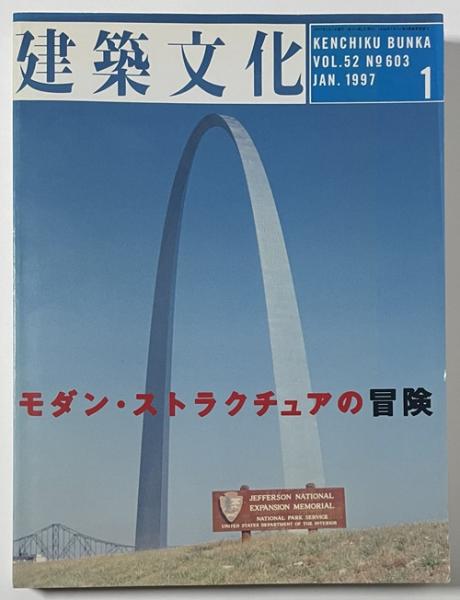 建築文化
KENCHIKU BUNKA
VOL.52 Nº603
JAN. 1997
1
モダン・ストラクチュアの冒険
JEFFERSON NATIONAL
EXPANSION MEMORIAL
NATIONAL PARK SERVICE
UNITED STATES DEPARTMENT OF THE INTERIOR